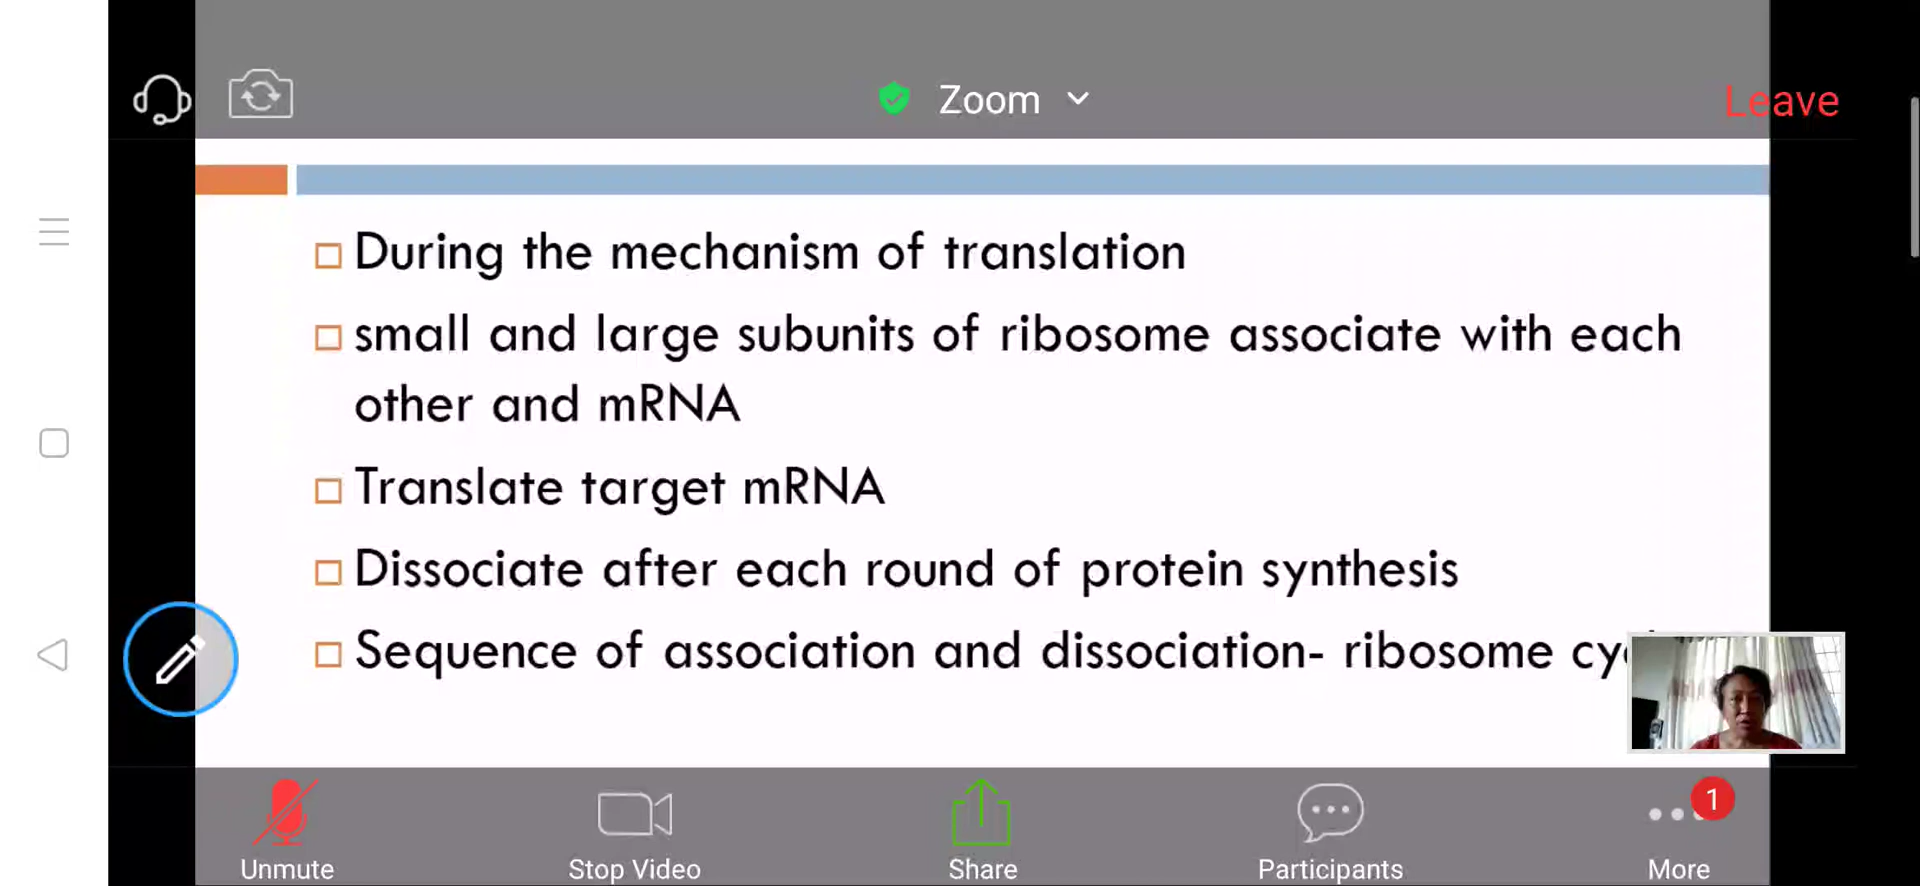 Zoom
Leave
During the mechanism of translation
small and large subunits of ribosome associate with each
other and mRNA
Translate target mRNA
Dissociate after each round of protein synthesis
Sequence of association and dissociation- ribosome
1
Unmute
Stop Video
Share
Participants
More